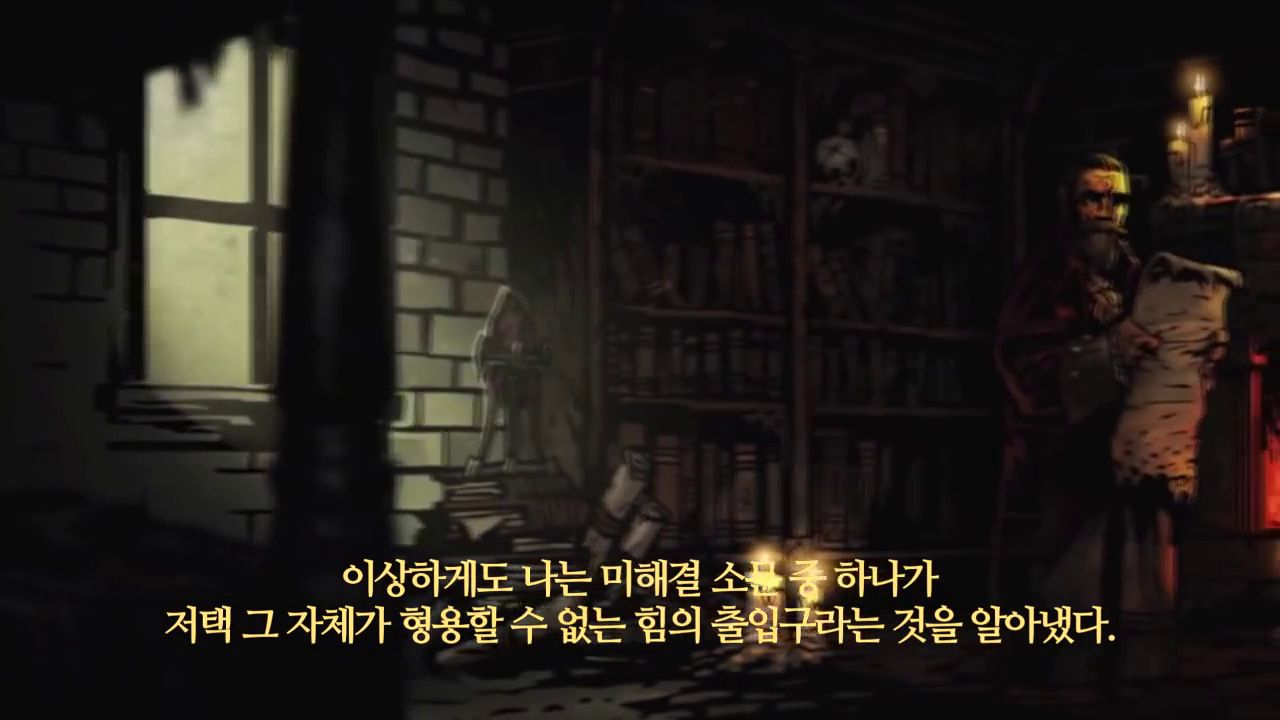 이상하게도 나는 미해결 소문 중 하나가
저택 그 자체가 형용할 수 없는 힘의 출입구라는 것을 알아냈다.